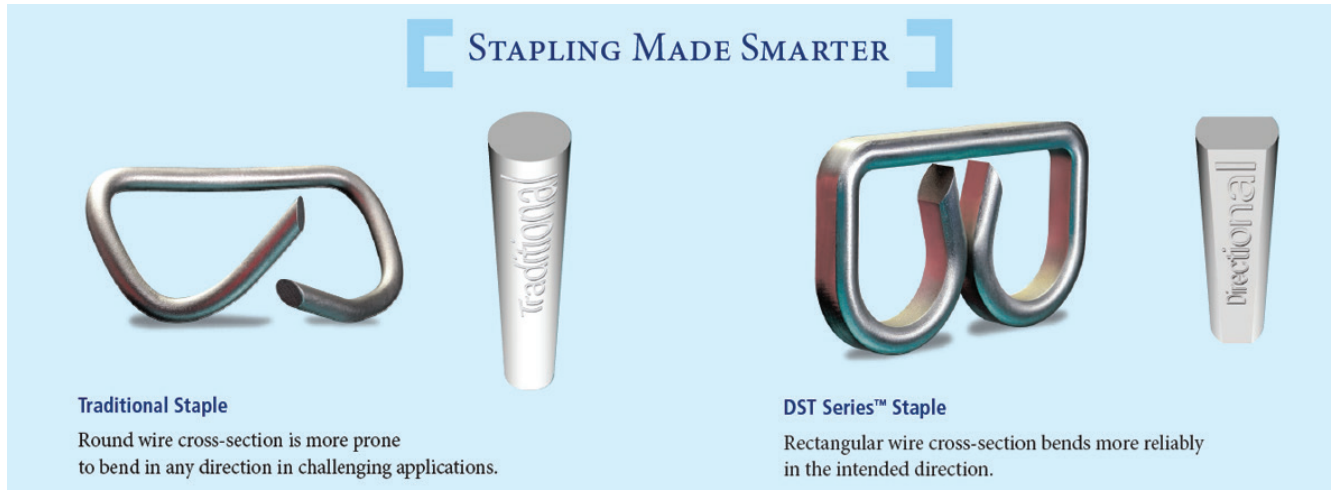 STAPLING MADE SMARTER
Traditional
Directional
Traditional Staple
Round wire cross-section is more prone
to bend in any direction in challenging applications.
DST Series™ Staple
Rectangular wire cross-section bends more reliably
in the intended direction.